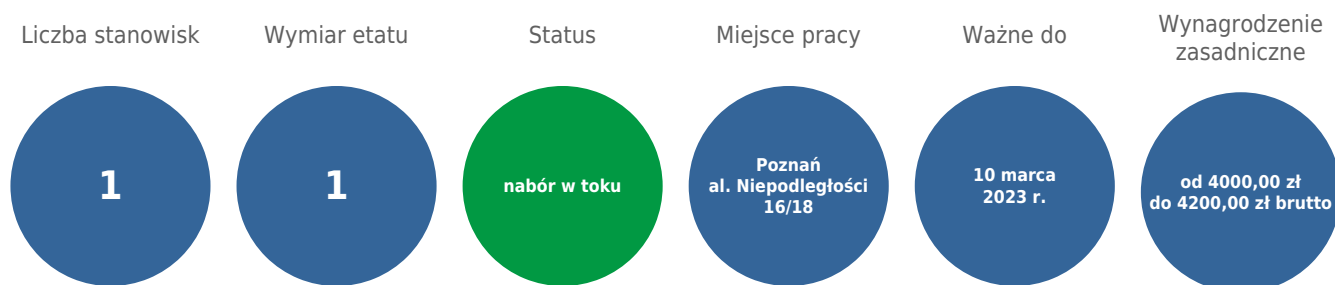 Liczba stanowisk
1
Wymiar etatu
1
Status
nabór w toku
Miejsce pracy
Poznań
al. Niepodległości
16/18
Ważne do
10 marca
2023 r.
Wynagrodzenie
zasadniczne
od 4000,00 zł
do 4200,00 zł brutto